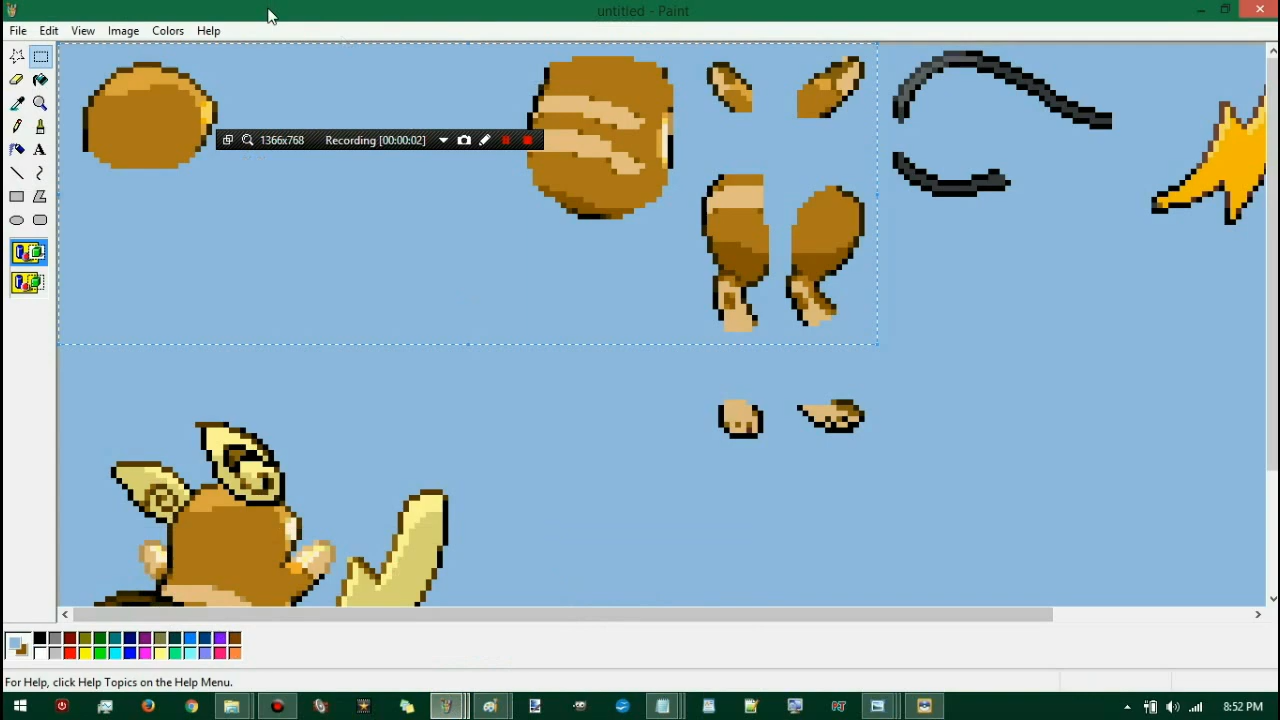 untitled - Paint
File Edit View Image Colors Help
1366x768 Recording [00:00:02]
For Help, click Help Topics on the Help Menu.
8:52 PM